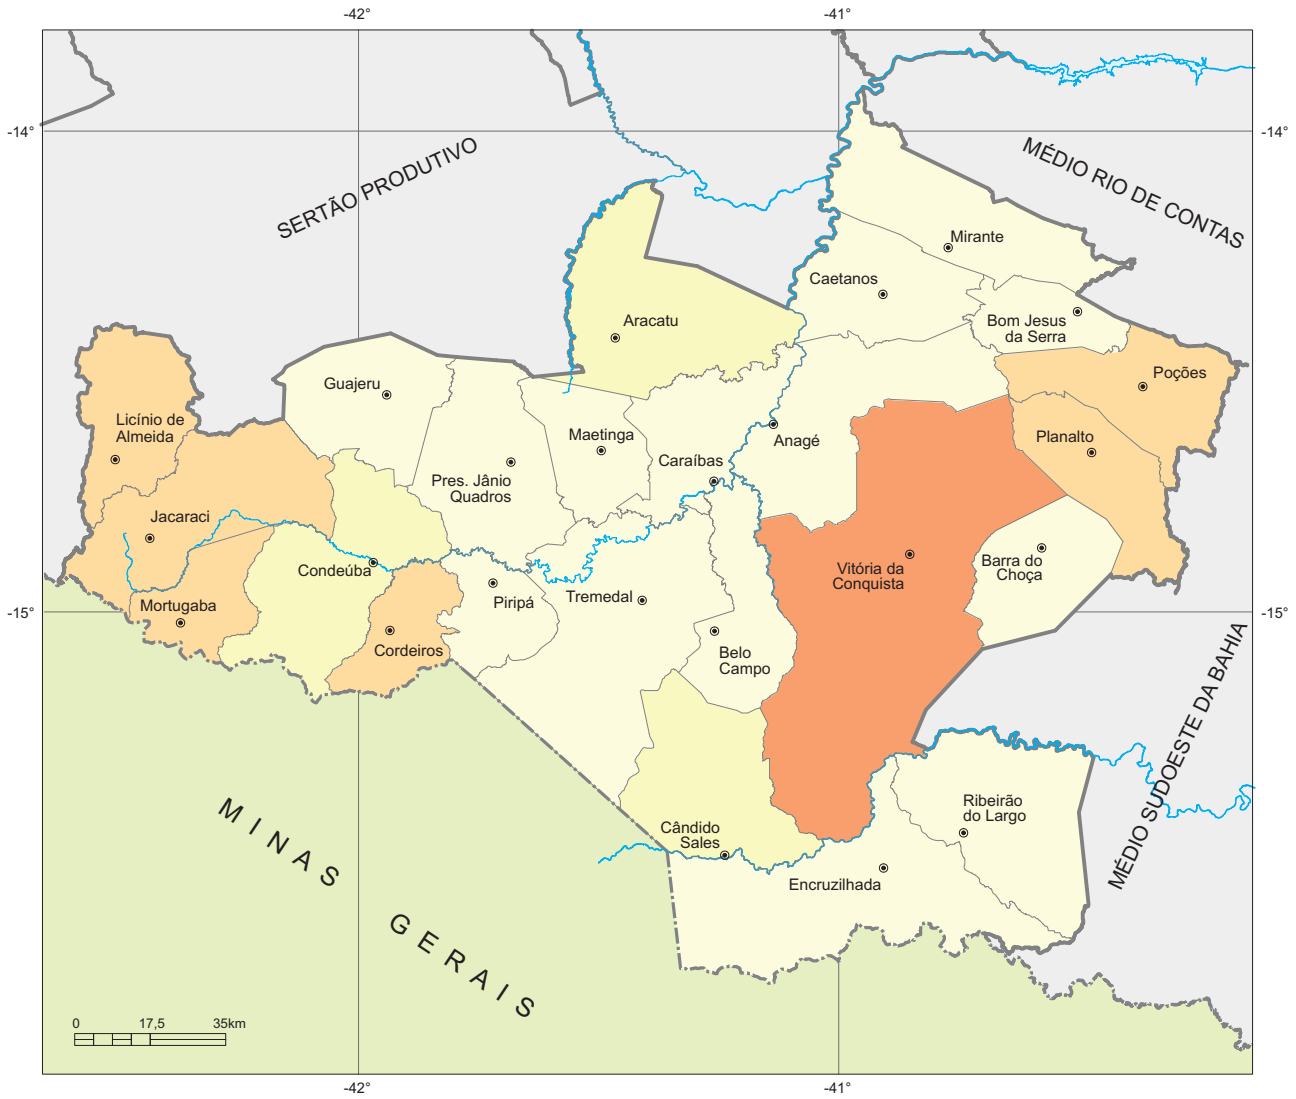 -42°
-41°
-14°
-14°
SERTÃO PRODUTIVO
MÉDIO RIO DE CONTAS
Mirante
Caetanos
Aracatu
Bom Jesus
da Serra
Poções
Guajeru
Licínio de
Almeida
Maetinga
Anagé
Planalto
Caraíbas
Pres. Jânio
Quadros
Jacaraci
Condeúba
Vitória da
Conquista
Barra do
Choça
Mortugaba
Piripá
Tremedal
-15°
-15°
Cordeiros
Belo
Campo
MÉDIO SUDOESTE DA BAHIA
Ribeirão
do Largo
Cândido
Sales
Encruzilhada
MINAS
GERAIS
0 17,5 35km
-42°
-41°